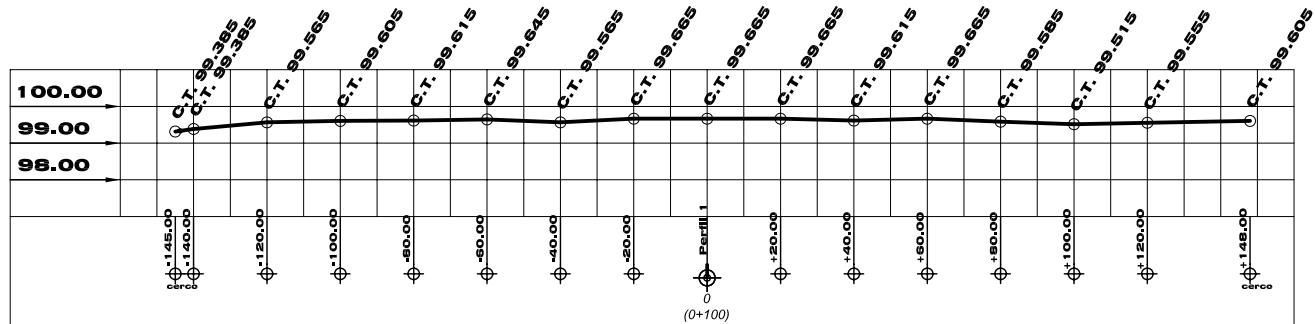 C.T. 99.385
C.T. 99.385
C.T. 99.565
C.T. 99.605
C.T. 99.615
C.T. 99.645
C.T. 99.565
C.T. 99.665
C.T. 99.665
C.T. 99.665
C.T. 99.615
C.T. 99.665
C.T. 99.585
C.T. 99.515
C.T. 99.555
C.T. 99.605
100.00
99.00
98.00
-145.00
-140.00
-120.00
-100.00
-80.00
-60.00
-40.00
-20.00
Perfil 1
+20.00
+40.00
+60.00
+80.00
+100.00
+120.00
+148.00
cerco
cerco
0
(0+100)